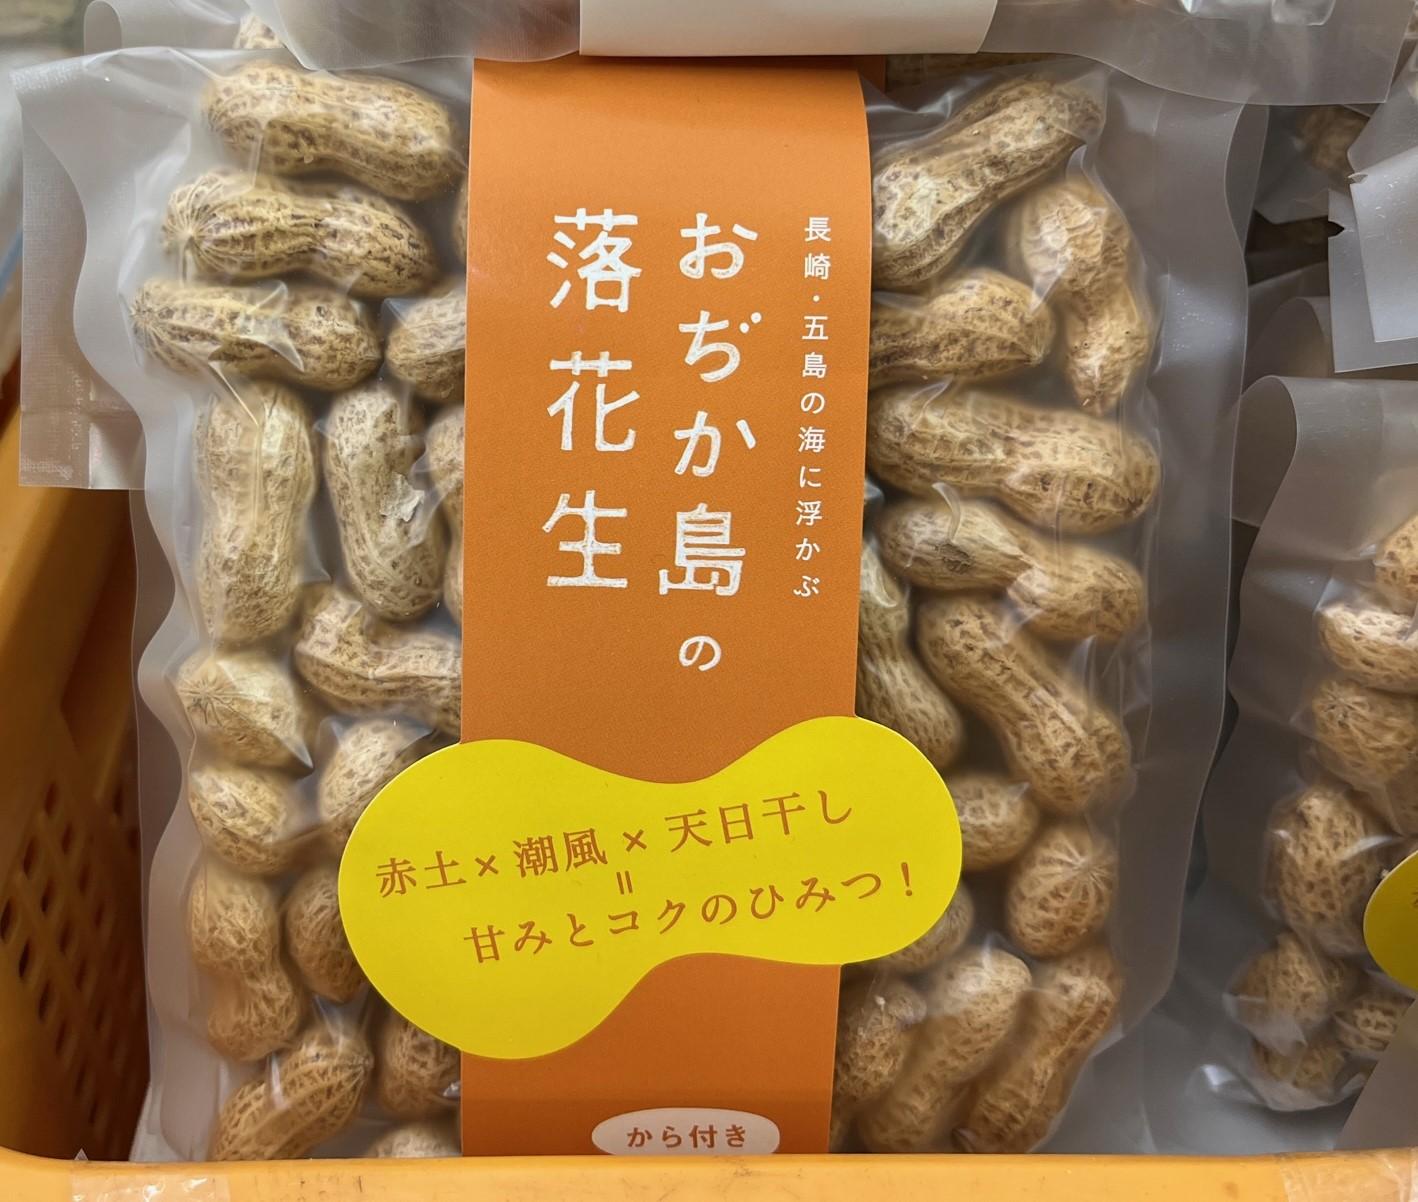 長崎・五島の海に浮かぶ
おぢか島の
落花生
赤土×潮風×天日干し
=
甘みとコクのひみつ!
から付き